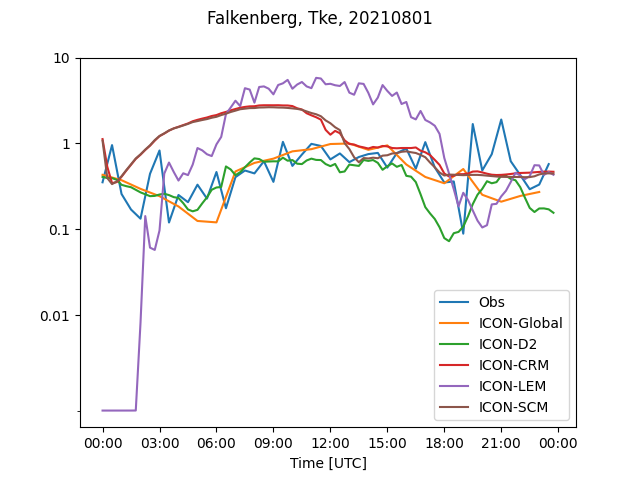 Falkenberg, Tke, 20210801
10
1
0.1
0.01
Obs
ICON-Global
ICON-D2
ICON-CRM
ICON-LEM
ICON-SCM
00:00 03:00 06:00 09:00 12:00 15:00 18:00 21:00 00:00
Time [UTC]